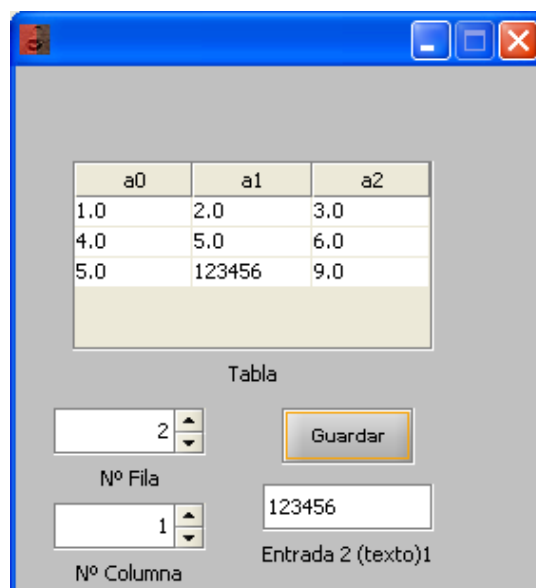 a0 a1 a2
1.0 2.0 3.0
4.0 5.0 6.0
5.0 123456 9.0
Tabla
2 Guardar
Nº Fila
123456
1
Entrada 2 (texto)1
Nº Columna